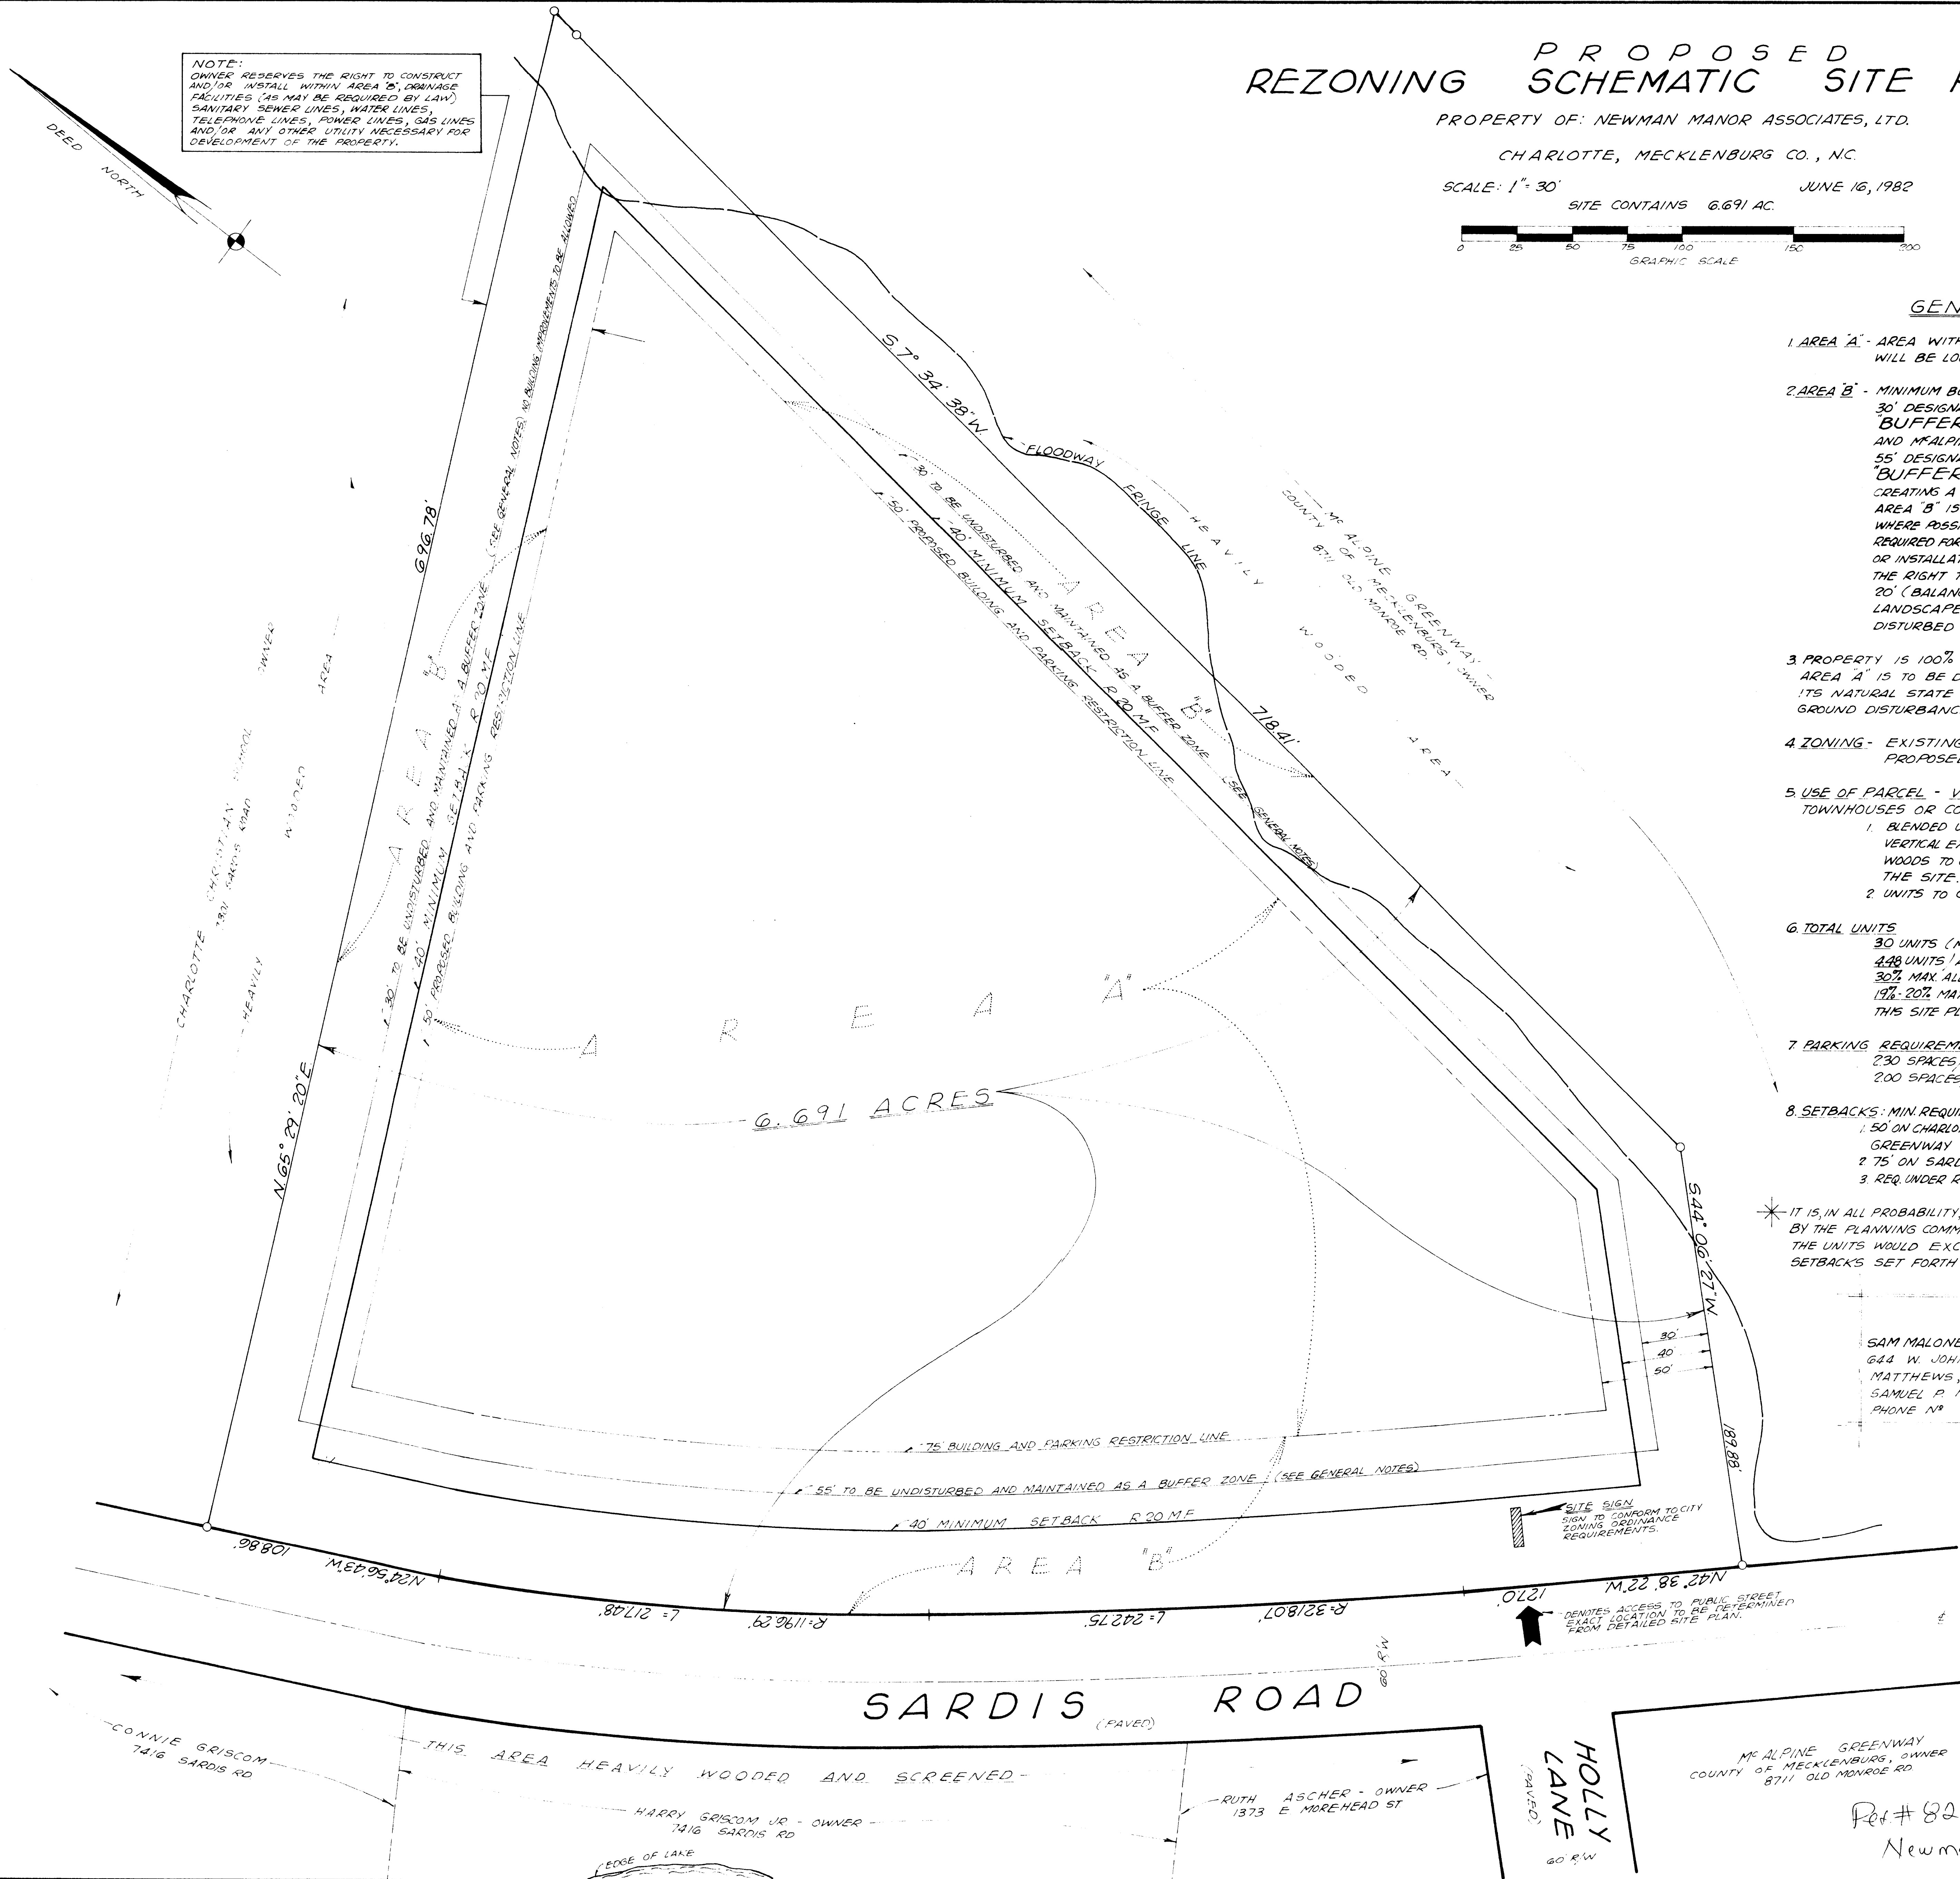 NOTE:
OWNER RESERVES THE RIGHT TO CONSTRUCT
AND/OR INSTALL WITHIN AREA "B", DRAINAGE
FACILITIES (AS MAY BE REQUIRED BY LAW)
SANITARY SEWER LINES, WATER LINES,
TELEPHONE LINES, POWER LINES, GAS LINES
AND/OR ANY OTHER UTILITY NECESSARY FOR
DEVELOPMENT OF THE PROPERTY.
DEED NORTH
PROPOSED
REZONING SCHEMATIC SITE
PROPERTY OF: NEWMAN MANOR ASSOCIATES, LTD.
CHARLOTTE, MECKLENBURG CO., N.C.
SCALE: 1"= 30'
JUNE 16, 1982
SITE CONTAINS 6.691 AC.
0 25 50 75 100 150 200
GRAPHIC SCALE
GEN
1. AREA "A" - AREA WITH
WILL BE LO
2. AREA "B" - MINIMUM BU
30' DESIGNA
"BUFFER
AND McALPI
55' DESIGNA
"BUFFER
CREATING A
AREA "B" IS
WHERE POSSI
REQUIRED FOR
OR INSTALLAT
THE RIGHT T
20' (BALANC
LANDSCAPE
DISTURBED
3. PROPERTY IS 100%
AREA "A" IS TO BE D
ITS NATURAL STATE
GROUND DISTURBANC
4. ZONING - EXISTING
PROPOSE
5. USE OF PARCEL - V
TOWNHOUSES OR CO
1. BLENDED U
VERTICAL E
WOODS TO
THE SITE.
2. UNITS TO
6. TOTAL UNITS
30 UNITS (
4.48 UNITS / A
30% MAX. ALL
19%-20% MA
THIS SITE PL
7. PARKING REQUIREME
2.30 SPACES
2.00 SPACES
8. SETBACKS: MIN. REQUI
1. 50' ON CHARLO
GREENWAY
2. 75' ON SARD
3. REQ. UNDER R
IT IS, IN ALL PROBABILITY,
BY THE PLANNING COMM
THE UNITS WOULD EXC
SETBACKS SET FORTH
SAM MALONE
644 W. JOH
MATTHEWS,
SAMUEL P.
PHONE Nº
696.78'
N.65° 29' 20"E.
(SEE GENERAL NOTES) NO BUILDING IMPROVEMENTS TO BE ALLOWED
30' TO BE UNDISTURBED AND MAINTAINED AS A BUFFER ZONE
40' MINIMUM SETBACK R 20 MF
50' PROPOSED BUILDING AND PARKING RESTRICTION LINE
AREA "B"
CHARLOTTE CHRISTIAN SCHOOL OWNER
7301 SARDIS ROAD
HEAVILY WOODED AREA
S. 7° 34' 38" W.
718.41'
FLOODWAY FRINGE LINE
30' TO BE UNDISTURBED AND MAINTAINED AS A BUFFER ZONE (SEE GENERAL NOTES)
40' MINIMUM SETBACK R 20 MF
50' PROPOSED BUILDING AND PARKING RESTRICTION LINE
AREA "B"
HEAVILY WOODED AREA
Mc ALPINE GREENWAY
COUNTY OF MECKLENBURG, OWNER
8711 OLD MONROE RD.
AREA "A"
6.691 ACRES
S.44° 06' 27" W.
189.88'
30'
40'
50'
75' BUILDING AND PARKING RESTRICTION LINE
55' TO BE UNDISTURBED AND MAINTAINED AS A BUFFER ZONE (SEE GENERAL NOTES)
40' MINIMUM SETBACK R 20 MF
AREA "B"
SITE SIGN
SIGN TO CONFORM TO CITY
ZONING ORDINANCE
REQUIREMENTS.
108.86'
N24°56'43"W
L= 217.48'
R=1196.29'
L= 242.75'
R=3218.07'
127.0'
N42° 38' 22"W.
DENOTES ACCESS TO PUBLIC STREET
EXACT LOCATION TO BE DETERMINED
FROM DETAILED SITE PLAN.
60' R/W
SARDIS ROAD
(PAVED)
CONNIE GRISCOM
7416 SARDIS RD
THIS AREA HEAVILY WOODED AND SCREENED
HARRY GRISCOM JR - OWNER
7416 SARDIS RD
EDGE OF LAKE
RUTH ASCHER - OWNER
1373 E MOREHEAD ST
HOLLY
LANE
(PAVED)
60' R/W
Mc ALPINE GREENWAY
COUNTY OF MECKLENBURG, OWNER
8711 OLD MONROE RD.
Pet.# 82
Newm